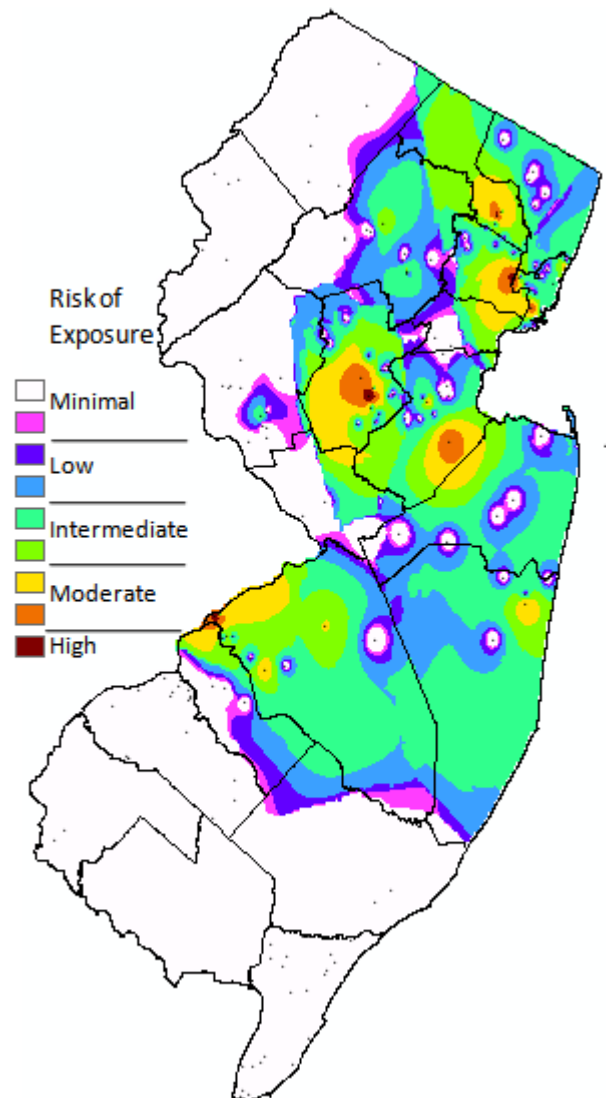 Risk of
Exposure
Minimal
Low
Intermediate
Moderate
High